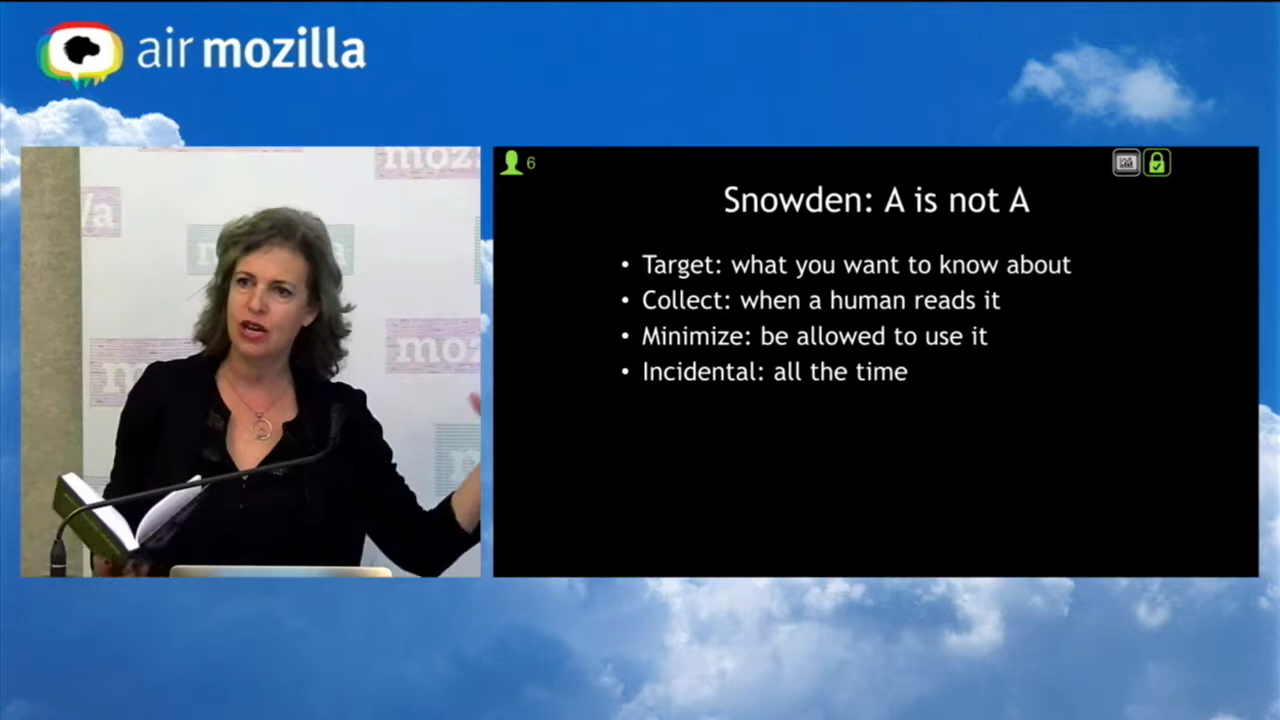 air mozilla
moz
/a
a
moz
m
6
Snowden: A is not A
• Target: what you want to know about
• Collect: when a human reads it
• Minimize: be allowed to use it
• Incidental: all the time